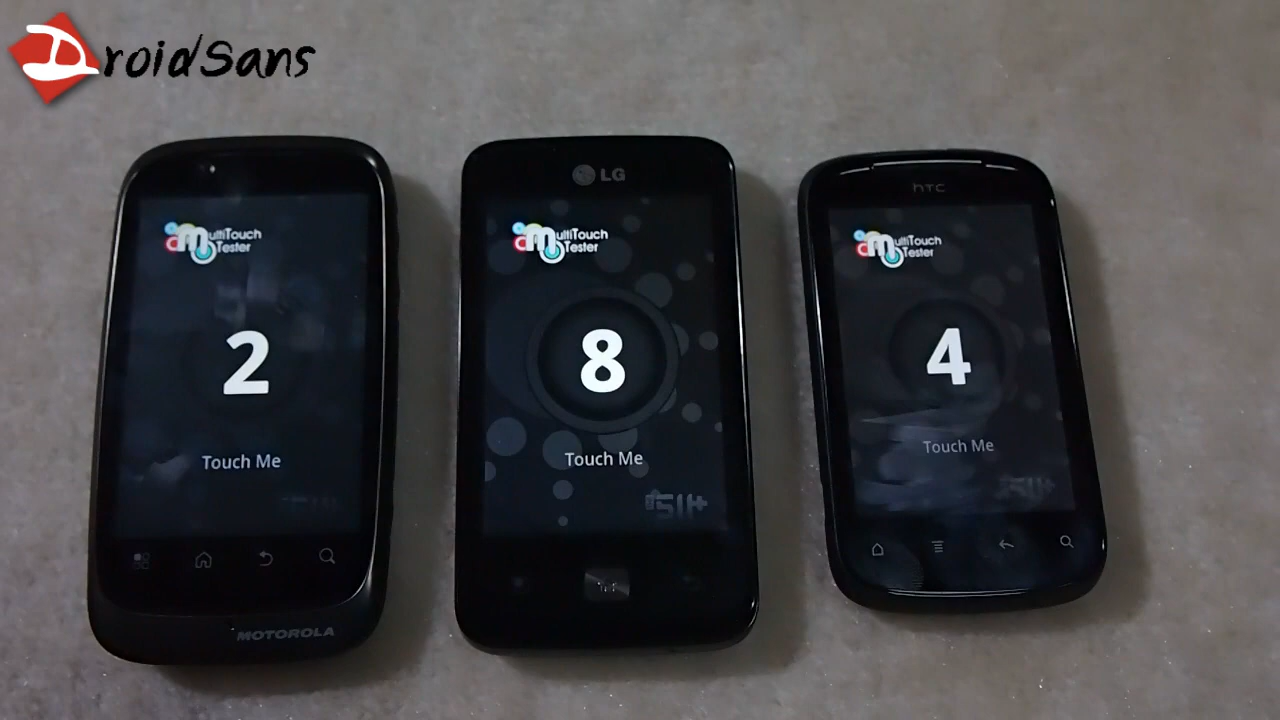 DroidSans
LG
hTC
MultiTouch
Tester
MultiTouch
Tester
MultiTouch
Tester
2
8
4
Touch Me
Touch Me
Touch Me
MOTOROLA